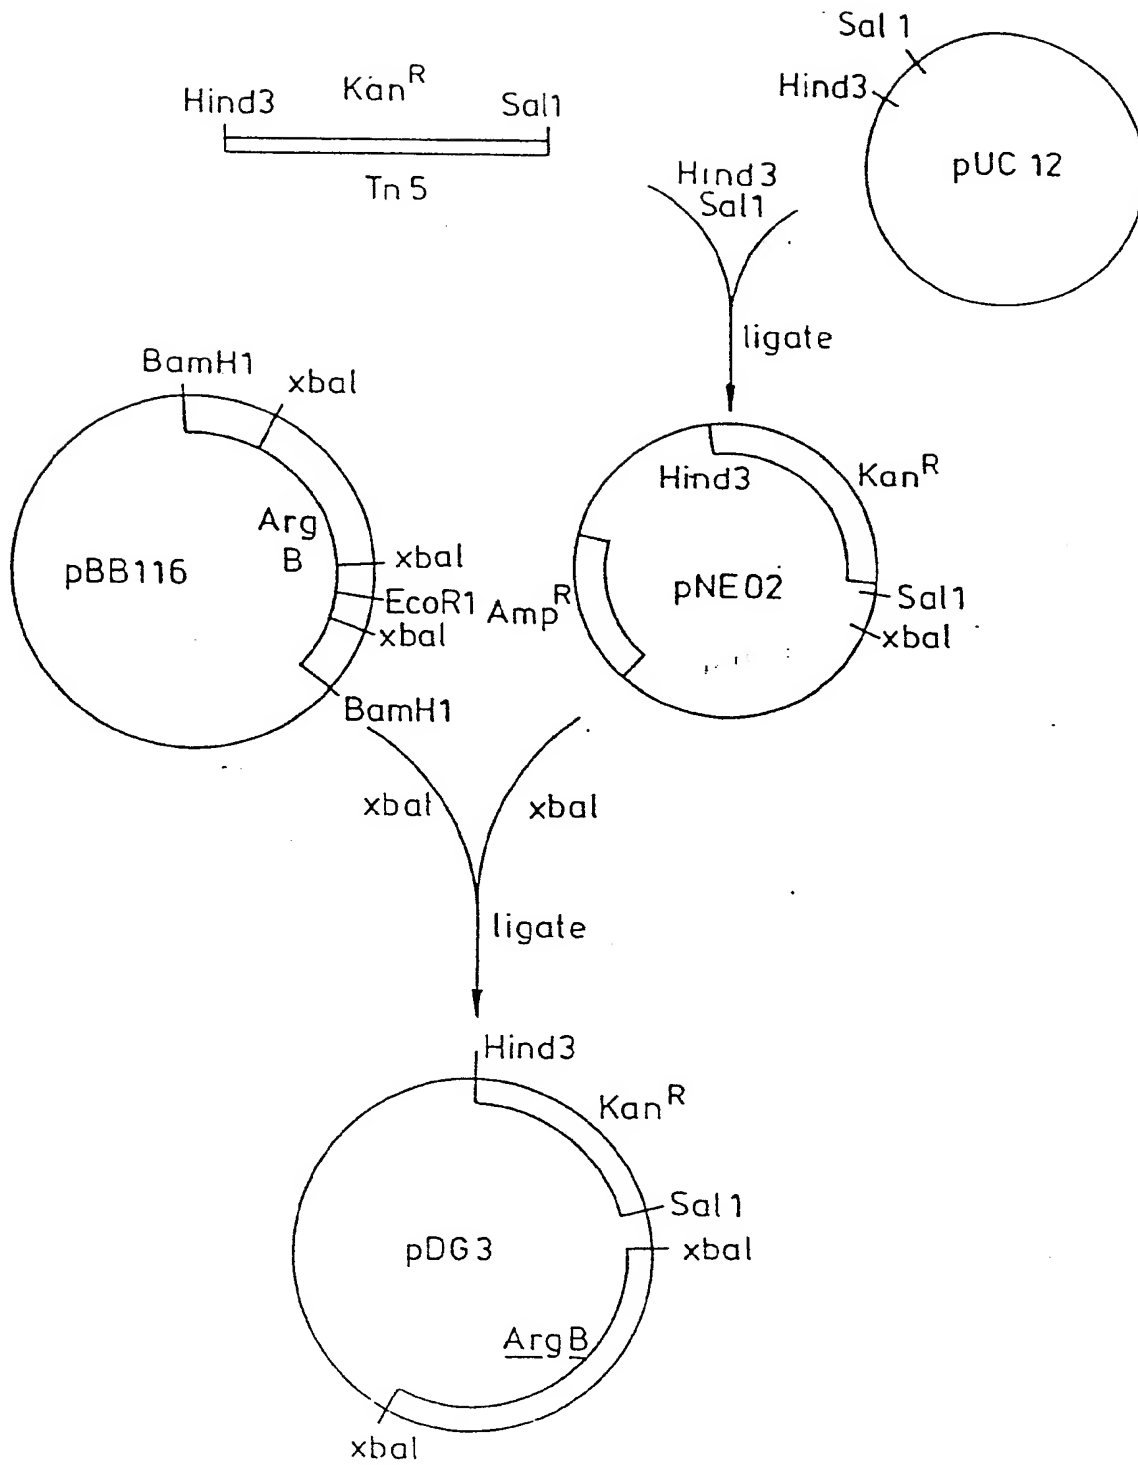 Sal 1
Hind3
Kan R
Hind3
Sal1
Tn 5
pUC 12
Hind3
Sal1
ligate
BamH1
xbal
Arg
B
pBB116
xbal
EcoR1
xbal
BamH1
Hind3
Kan R
Amp R
pNE02
Sal1
xbal
xbal
xbal
ligate
Hind3
Kan R
Sal1
xbal
pDG3
Arg B
xbal